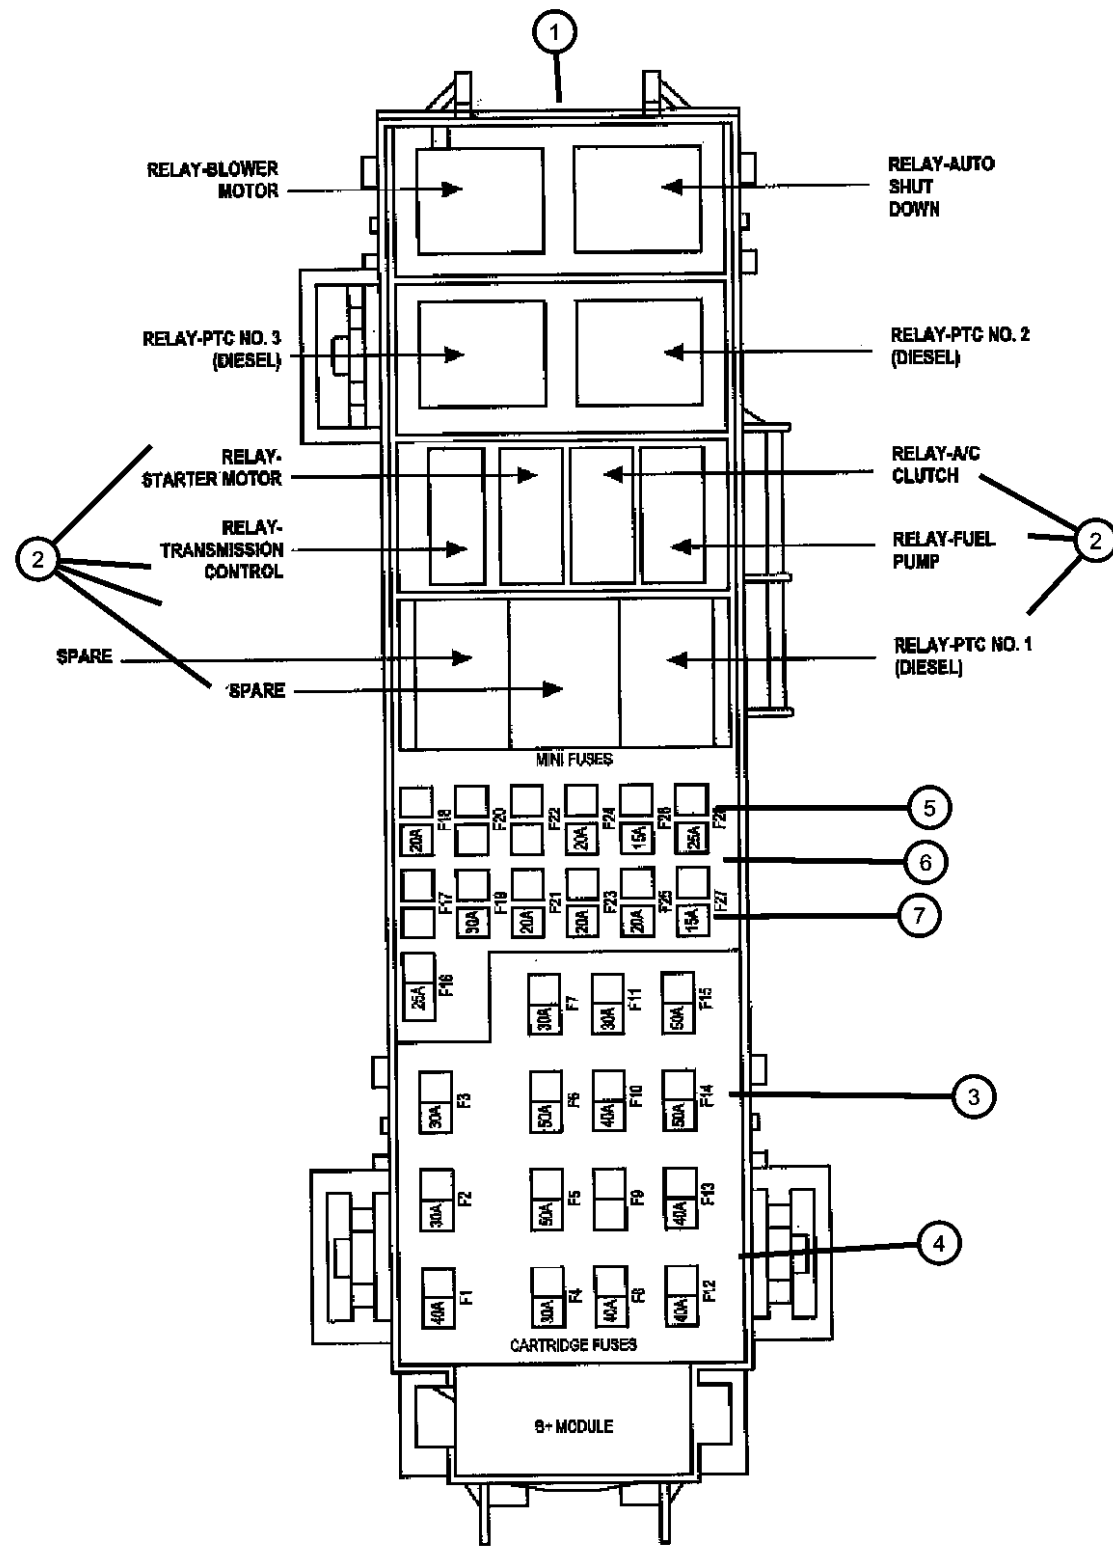 1
RELAY-BLOWER
MOTOR
RELAY-AUTO
SHUT
DOWN
RELAY-PTC NO. 3
(DIESEL)
RELAY-PTC NO. 2
(DIESEL)
RELAY-
STARTER MOTOR
RELAY-A/C
CLUTCH
2
2
RELAY-
TRANSMISSION
CONTROL
RELAY-FUEL
PUMP
SPARE
SPARE
RELAY-PTC NO. 1
(DIESEL)
MINI FUSES
F18 F20 F22 F24 F26
5
20A 20A 15A 25A
6
F17 F19 F21 F23 F25 F27
30A 20A 20A 20A 15A
7
F16
25A
F7 F11 F15
30A 30A 50A
F3 F6 F10 F14
30A 50A 40A 50A
3
F2 F5 F9 F13
30A 50A 40A
4
F1 F4 F8 F12
40A 30A 40A 40A
CARTRIDGE FUSES
B+ MODULE